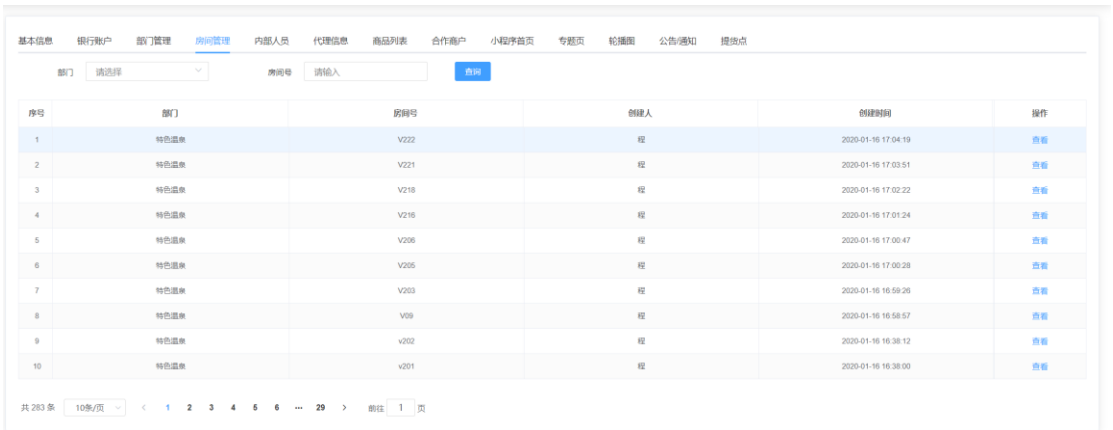 基本信息 银行账户 部门管理 房间管理 内部人员 代理信息 商品列表 合作商户 小程序首页 专题页 轮播图 公告/通知 提货点
部门 请选择 房间号 请输入 查询
序号 部门 房间号 创建人 创建时间 操作
1 特色温泉 V222 程 2020-01-16 17:04:19 查看
2 特色温泉 V221 程 2020-01-16 17:03:51 查看
3 特色温泉 V218 程 2020-01-16 17:02:22 查看
4 特色温泉 V216 程 2020-01-16 17:01:24 查看
5 特色温泉 V206 程 2020-01-16 17:00:47 查看
6 特色温泉 V205 程 2020-01-16 17:00:28 查看
7 特色温泉 V203 程 2020-01-16 16:59:26 查看
8 特色温泉 V09 程 2020-01-16 16:58:57 查看
9 特色温泉 v202 程 2020-01-16 16:38:12 查看
10 特色温泉 v201 程 2020-01-16 16:38:00 查看
共 283 条 10条/页 < 1 2 3 4 5 6 ••• 29 > 前往 1 页